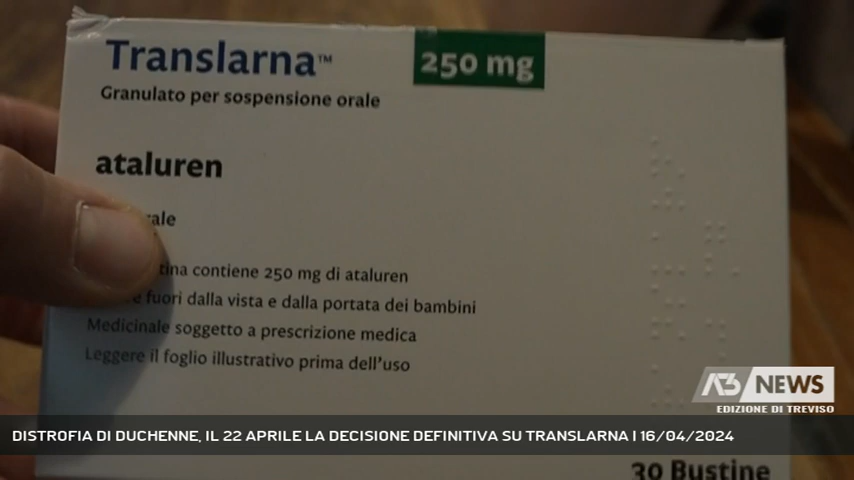 Translarna™
250 mg
Granulato per sospensione orale
ataluren
contiene 250 mg di ataluren
fuori dalla vista e dalla portata dei bambini
Medicinale soggetto a prescrizione medica
Leggere il foglio illustrativo prima dell'uso
A3 NEWS
EDIZIONE DI TREVISO
DISTROFIA DI DUCHENNE, IL 22 APRILE LA DECISIONE DEFINITIVA SU TRANSLARNA | 16/04/2024
30 Bustine